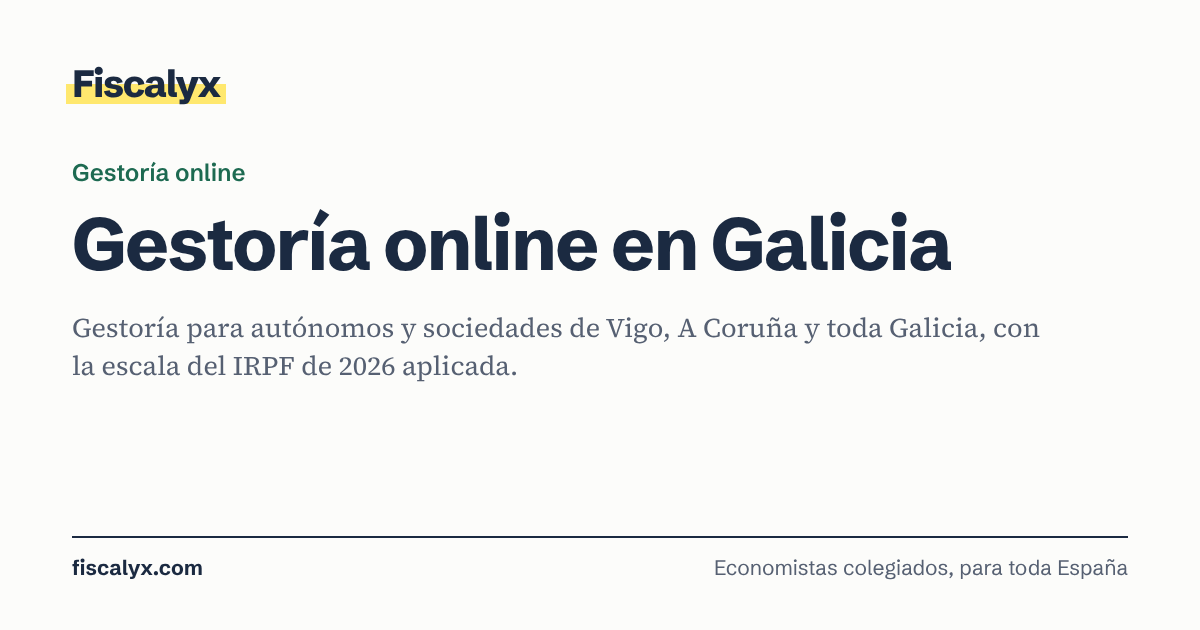 Fiscalyx
Gestoría online
Gestoría online en Galicia
Gestoría para autónomos y sociedades de Vigo, A Coruña y toda Galicia, con
la escala del IRPF de 2026 aplicada.
fiscalyx.com
Economistas colegiados, para toda España